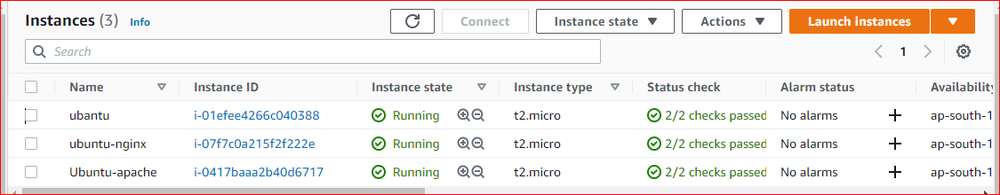 Instances (3) Info Connect Instance state Actions Launch instances
Search 1
Name Instance ID Instance state Instance type Status check Alarm status Availability
ubantu i-01efee4266c040388 Running t2.micro 2/2 checks passed No alarms ap-south-1
ubuntu-nginx i-07f7c0a215f2f222e Running t2.micro 2/2 checks passed No alarms ap-south-1
Ubuntu-apache i-0417baaa2b40d6717 Running t2.micro 2/2 checks passed No alarms ap-south-1